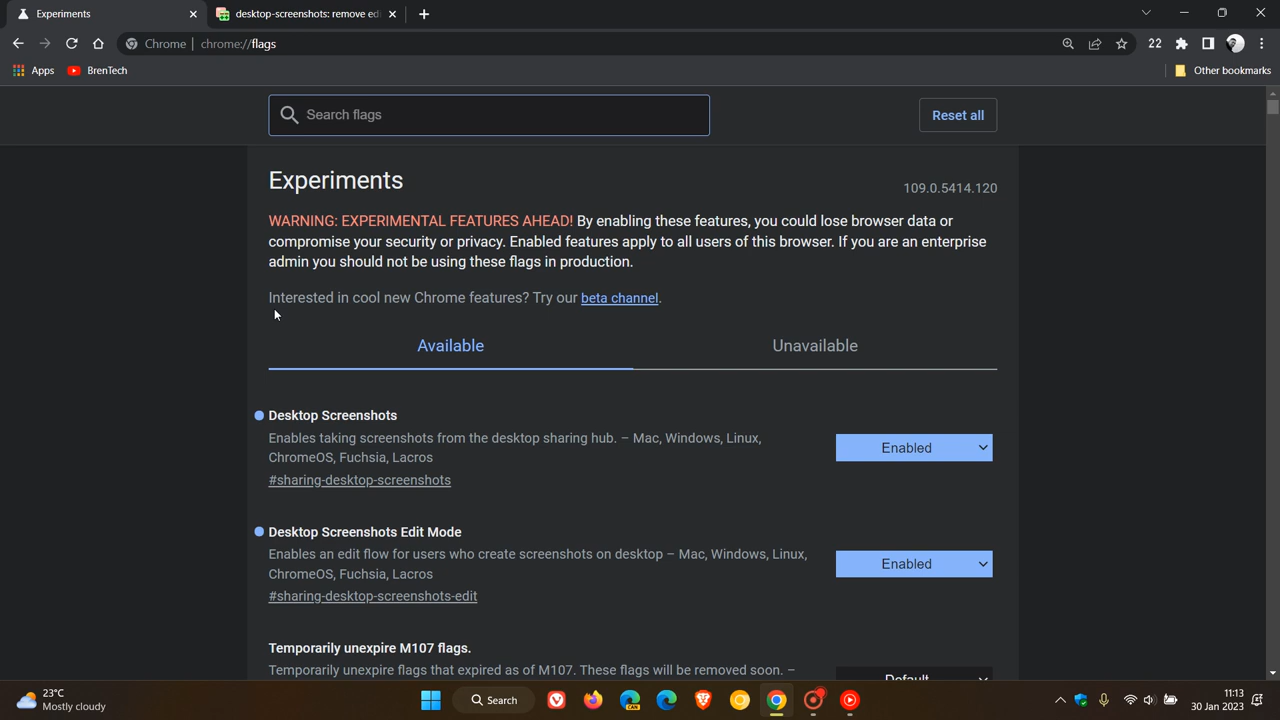 Experiments
desktop-screenshots: remove edi
Chrome
chrome://flags
22
Apps
BrenTech
Other bookmarks
Search flags
Reset all
Experiments
109.0.5414.120
WARNING: EXPERIMENTAL FEATURES AHEAD! By enabling these features, you could lose browser data or
compromise your security or privacy. Enabled features apply to all users of this browser. If you are an enterprise
admin you should not be using these flags in production.
Interested in cool new Chrome features? Try our beta channel.
Available
Unavailable
Desktop Screenshots
Enables taking screenshots from the desktop sharing hub. – Mac, Windows, Linux,
ChromeOS, Fuchsia, Lacros
#sharing-desktop-screenshots
Enabled
Desktop Screenshots Edit Mode
Enables an edit flow for users who create screenshots on desktop – Mac, Windows, Linux,
ChromeOS, Fuchsia, Lacros
#sharing-desktop-screenshots-edit
Enabled
Temporarily unexpire M107 flags.
Temporarily unexpire flags that expired as of M107. These flags will be removed soon. –
Default
23°C
Mostly cloudy
Search
CAN
11:13
30 Jan 2023